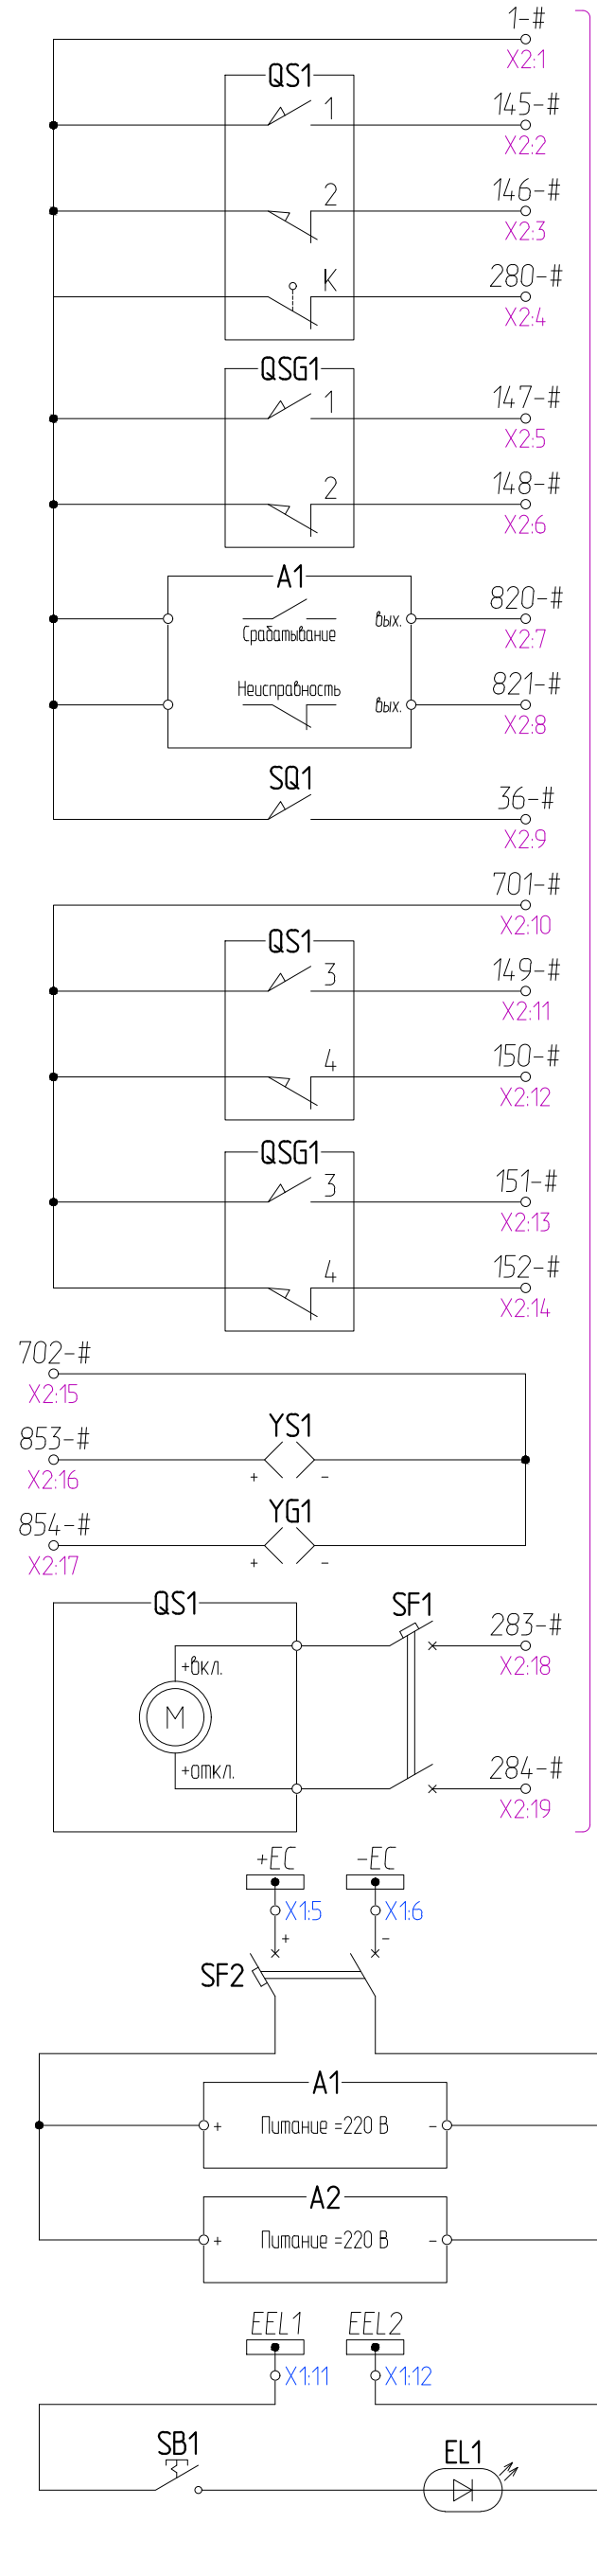 1-#
X2:1
QS1
1
145-#
X2:2
2
146-#
X2:3
К
280-#
X2:4
QSG1
1
147-#
X2:5
2
148-#
X2:6
A1
820-#
вых.
Срабатывание
X2:7
821-#
Неисправность
вых.
X2:8
SQ1
36-#
X2:9
701-#
X2:10
QS1
3
149-#
X2:11
4
150-#
X2:12
QSG1
3
151-#
X2:13
4
152-#
X2:14
702-#
X2:15
YS1
853-#
X2:16
+ −
YG1
854-#
X2:17
+ −
QS1
SF1
283-#
+вкл.
X2:18
М
+откл.
284-#
X2:19
+EC −EC
X1:5 X1:6
+ −
SF2
A1
+ Питание =220 В −
A2
+ Питание =220 В −
EEL1 EEL2
X1:11 X1:12
SB1
EL1